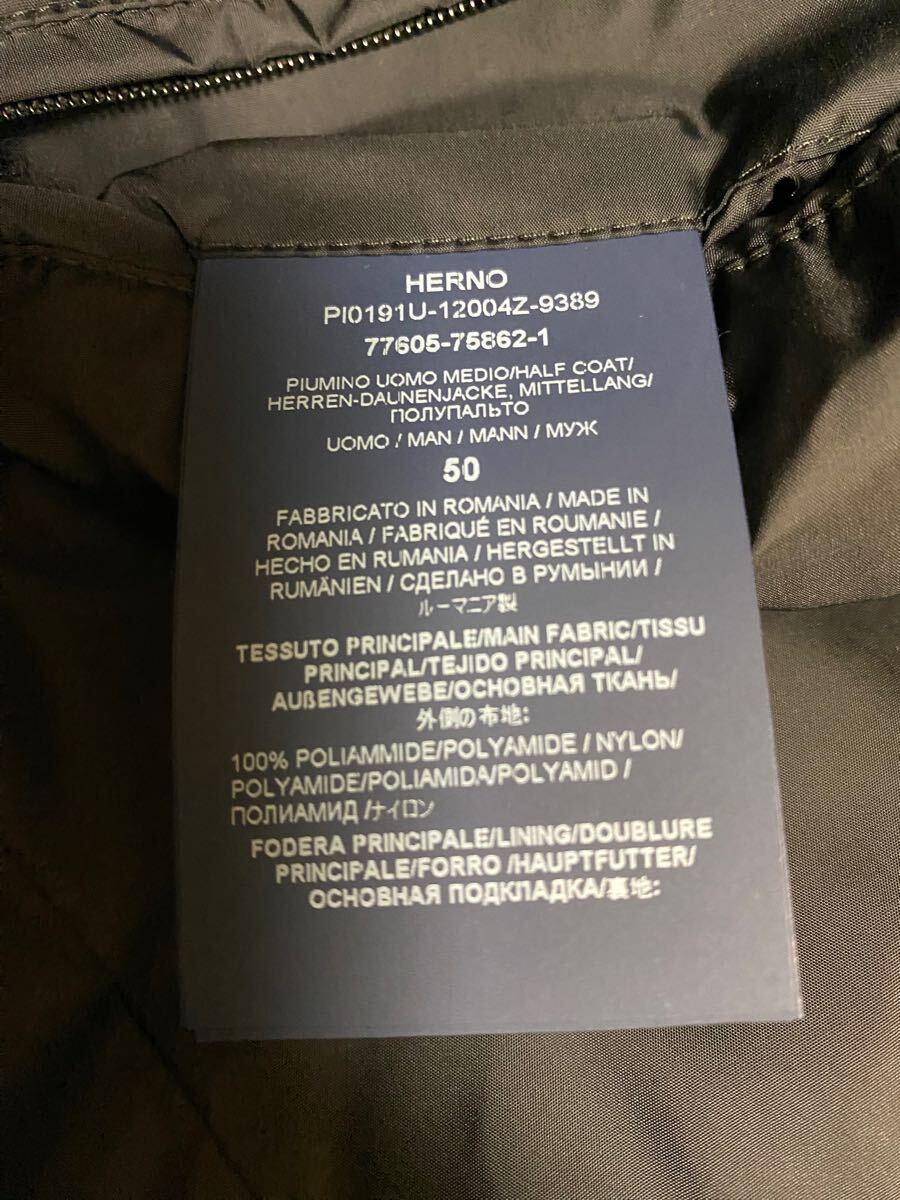 HERNO
PI0191U-12004Z-9389
77605-75862-1
PIUMINO UOMO MEDIO/HALF COAT/
HERREN-DAUNENJACKE, MITTELLANG/
ПОЛУПАЛЬТО
UOMO / MAN / MANN / МУЖ
50
FABBRICATO IN ROMANIA / MADE IN
ROMANIA / FABRIQUÉ EN ROUMANIE /
HECHO EN RUMANIA / HERGESTELLT IN
RUMÄNIEN / СДЕЛАНО В РУМЫНИИ /
ルーマニア製
TESSUTO PRINCIPALE/MAIN FABRIC/TISSU
PRINCIPAL/TEJIDO PRINCIPAL/
AUßENGEWEBE/ОСНОВНАЯ ТКАНЬ/
外側の布地:
100% POLIAMMIDE/POLYAMIDE / NYLON/
POLYAMIDE/POLIAMIDA/POLYAMID /
ПОЛИАМИД /ナイロン
FODERA PRINCIPALE/LINING/DOUBLURE
PRINCIPALE/FORRO /HAUPTFUTTER/
ОСНОВНАЯ ПОДКЛАДКА/裏地: